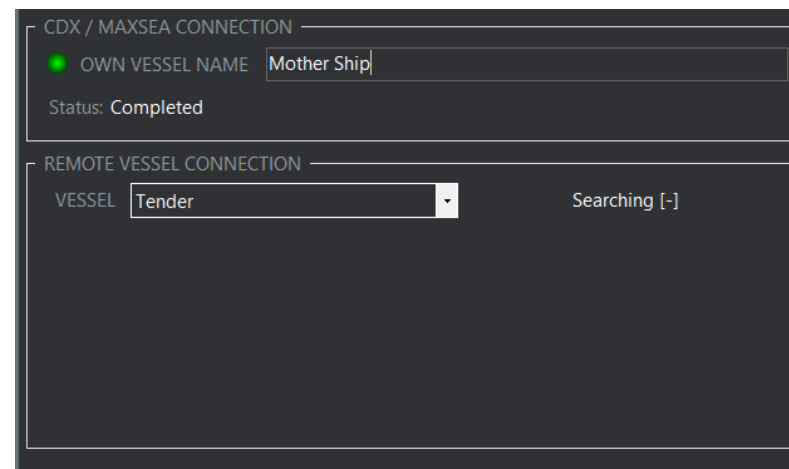 CDX / MAXSEA CONNECTION
OWN VESSEL NAME Mother Ship
Status: Completed
REMOTE VESSEL CONNECTION
VESSEL Tender Searching [-]